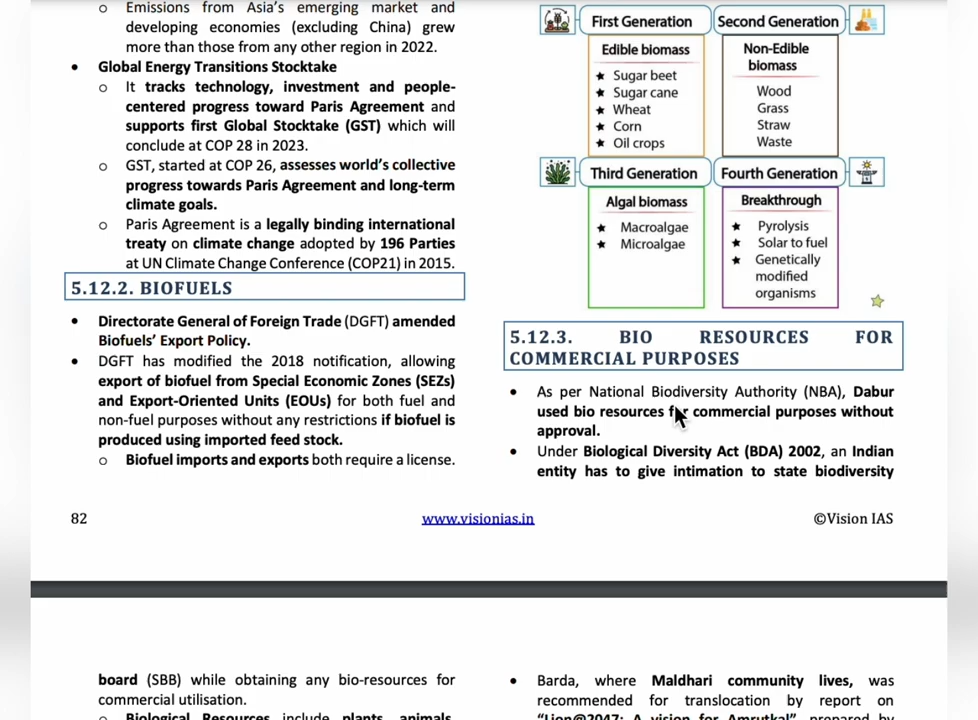 o Emissions from Asia's emerging market and
developing economies (excluding China) grew
more than those from any other region in 2022.
• Global Energy Transitions Stocktake
o It tracks technology, investment and people-
centered progress toward Paris Agreement and
supports first Global Stocktake (GST) which will
conclude at COP 28 in 2023.
o GST, started at COP 26, assesses world's collective
progress towards Paris Agreement and long-term
climate goals.
o Paris Agreement is a legally binding international
treaty on climate change adopted by 196 Parties
at UN Climate Change Conference (COP21) in 2015.
5.12.2. BIOFUELS
• Directorate General of Foreign Trade (DGFT) amended
Biofuels' Export Policy.
• DGFT has modified the 2018 notification, allowing
export of biofuel from Special Economic Zones (SEZs)
and Export-Oriented Units (EOUs) for both fuel and
non-fuel purposes without any restrictions if biofuel is
produced using imported feed stock.
o Biofuel imports and exports both require a license.
First Generation
Edible biomass
★ Sugar beet
★ Sugar cane
★ Wheat
★ Corn
★ Oil crops
Second Generation
Non-Edible
biomass
Wood
Grass
Straw
Waste
Third Generation
Algal biomass
★ Macroalgae
★ Microalgae
Fourth Generation
Breakthrough
★ Pyrolysis
★ Solar to fuel
★ Genetically
modified
organisms
5.12.3. BIO RESOURCES FOR
COMMERCIAL PURPOSES
• As per National Biodiversity Authority (NBA), Dabur
used bio resources for commercial purposes without
approval.
• Under Biological Diversity Act (BDA) 2002, an Indian
entity has to give intimation to state biodiversity
82
www.visionias.in
©Vision IAS
board (SBB) while obtaining any bio-resources for
commercial utilisation.
o Biological Resources include plants, animals,
• Barda, where Maldhari community lives, was
recommended for translocation by report on
"Lion@2047: A vision for Amrutkal" prepared by